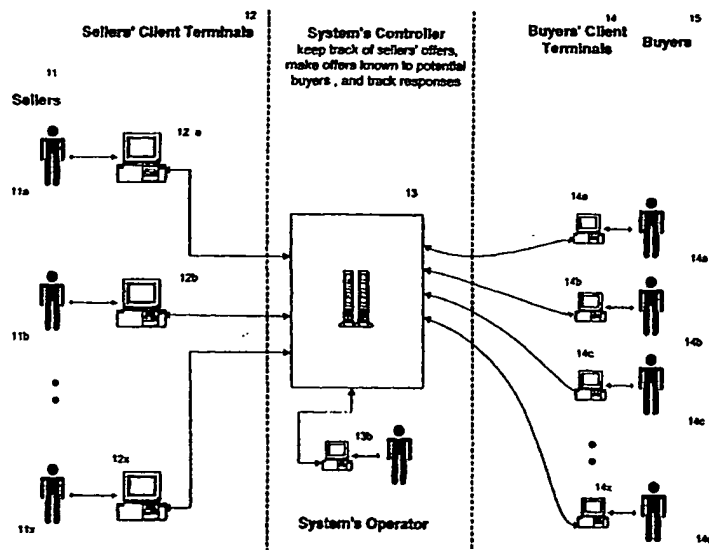 12
Sellers' Client Terminals
System's Controller
keep track of sellers' offers,
make offers known to potential
buyers , and track responses
14
Buyers' Client
Terminals
15
Buyers
11
Sellers
12 a
11a
12b
11b
12x
11x
13
13b
System's Operator
14a
14a
14b
14b
14c
14c
14x